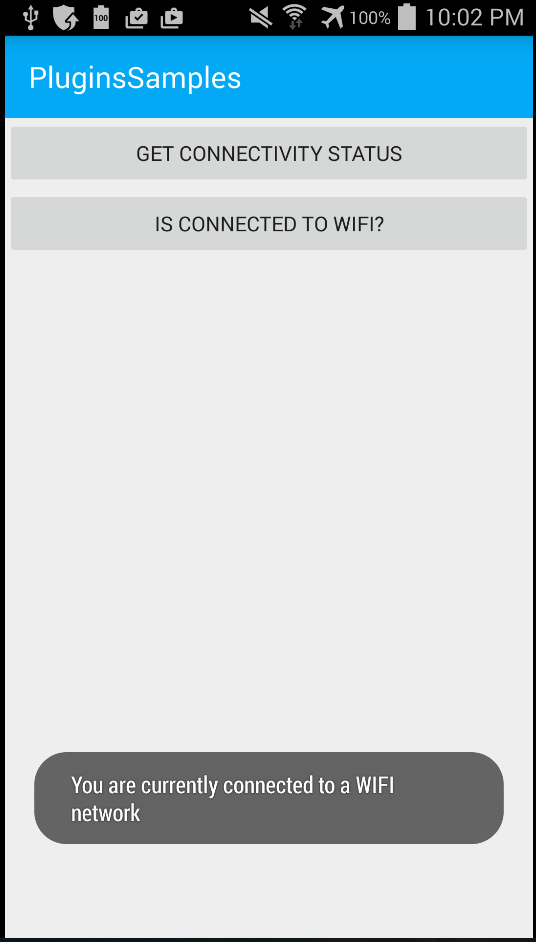 100 100% 10:02 PM
PluginsSamples
GET CONNECTIVITY STATUS
IS CONNECTED TO WIFI?
You are currently connected to a WIFI
network